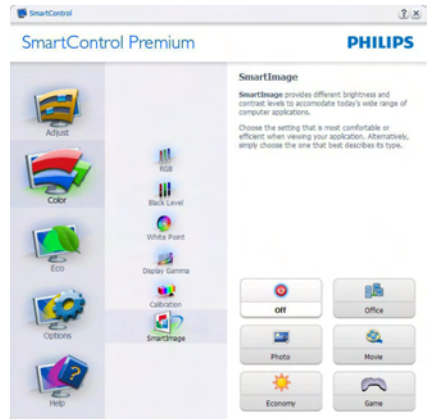 SmartControl
SmartControl Premium
PHILIPS
Adjust
Color
Eco
Options
Help
RGB
Black Level
White Point
Display Gamma
Calibration
SmartImage
SmartImage
SmartImage provides different brightness and
contrast levels to accomodate today's wide range of
computer applications.
Choose the setting that is most comfortable or
efficient when viewing your application. Alternatively,
simply choose the one that best describes its type.
Off
Office
Photo
Movie
Economy
Game